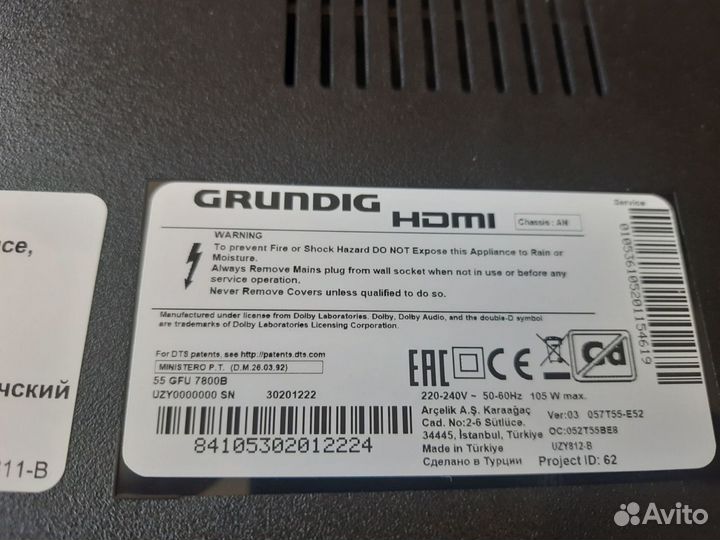 GRUNDIG HDMI Chassis : AN
WARNING
To prevent Fire or Shock Hazard DO NOT Expose this Appliance to Rain or
Moisture.
Always Remove Mains plug from wall socket when not in use or before any
service operation.
Never Remove Covers unless qualified to do so.
Manufactured under license from Dolby Laboratories. Dolby, Dolby Audio, and the double-D symbol
are trademarks of Dolby Laboratories Licensing Corporation.
For DTS patents, see http://patents.dts.com
MINISTERO P.T. (D.M.26.03.92)
55 GFU 7800B
UZY0000000 SN 30201222
84105302012224
EAC CE Cd
220-240V ~ 50-60Hz 105 W max.
Arçelik A.Ş. Karaağaç
Cad. No:2-6 Sütlüce,
34445, İstanbul, Türkiye
Made in Türkiye
Сделано в Турции
Ver:03 057T55-E52
OC:052T55BE8
UZY812-B
Project ID: 62
Service
010536105201154619
ce,
ческий
11-B
Avito